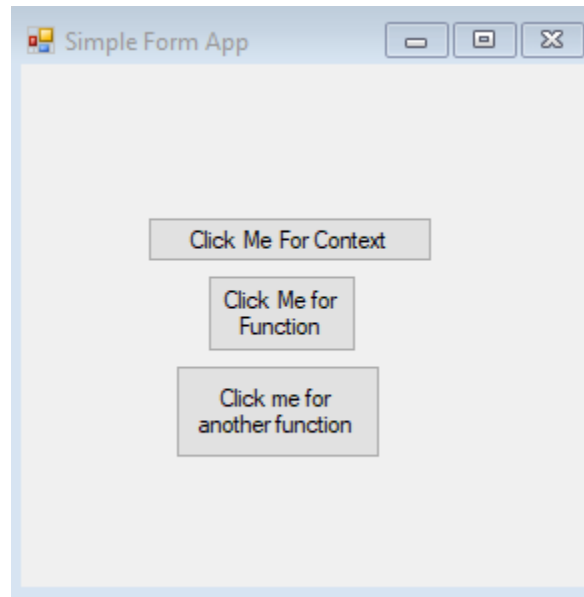 Simple Form App
Click Me For Context
Click Me for
Function
Click me for
another function